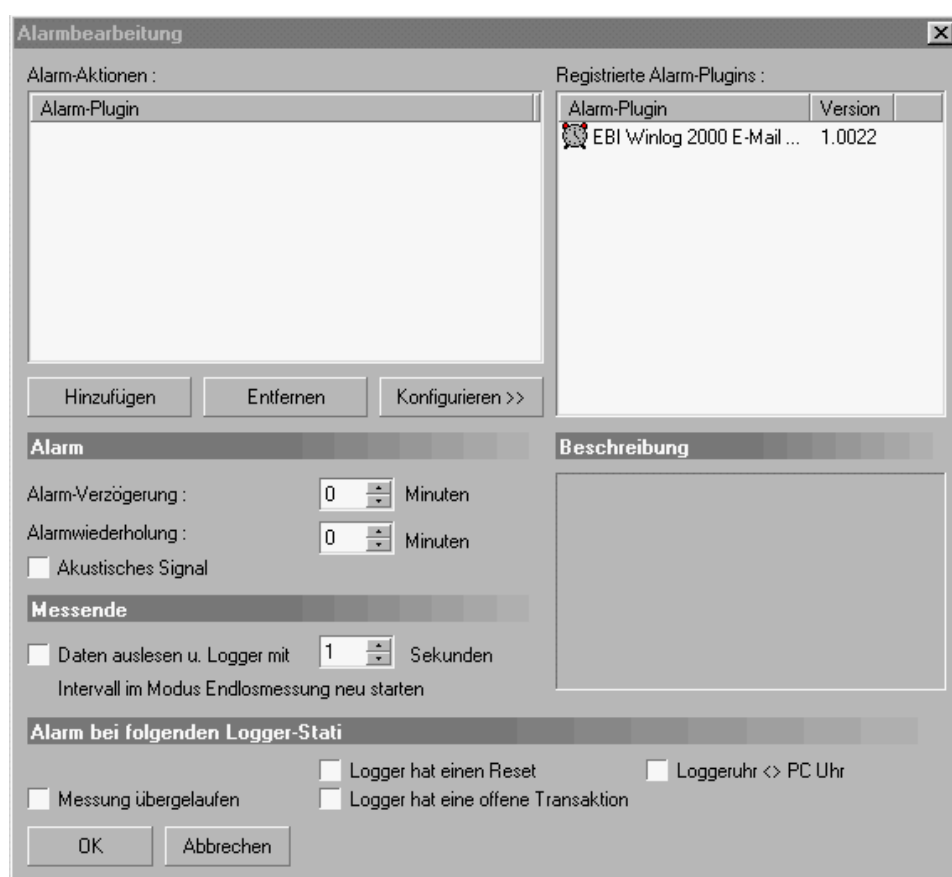 Alarmbearbeitung
Alarm-Aktionen :
Alarm-Plugin
Registrierte Alarm-Plugins :
Alarm-Plugin Version
EBI Winlog 2000 E-Mail ... 1.0022
Hinzufügen Entfernen Konfigurieren >>
Alarm
Alarm-Verzögerung : 0 Minuten
Alarmwiederholung : 0 Minuten
Akustisches Signal
Beschreibung
Messende
Daten auslesen u. Logger mit 1 Sekunden
Intervall im Modus Endlosmessung neu starten
Alarm bei folgenden Logger-Stati
Logger hat einen Reset Loggeruhr <> PC Uhr
Messung übergelaufen Logger hat eine offene Transaktion
OK Abbrechen